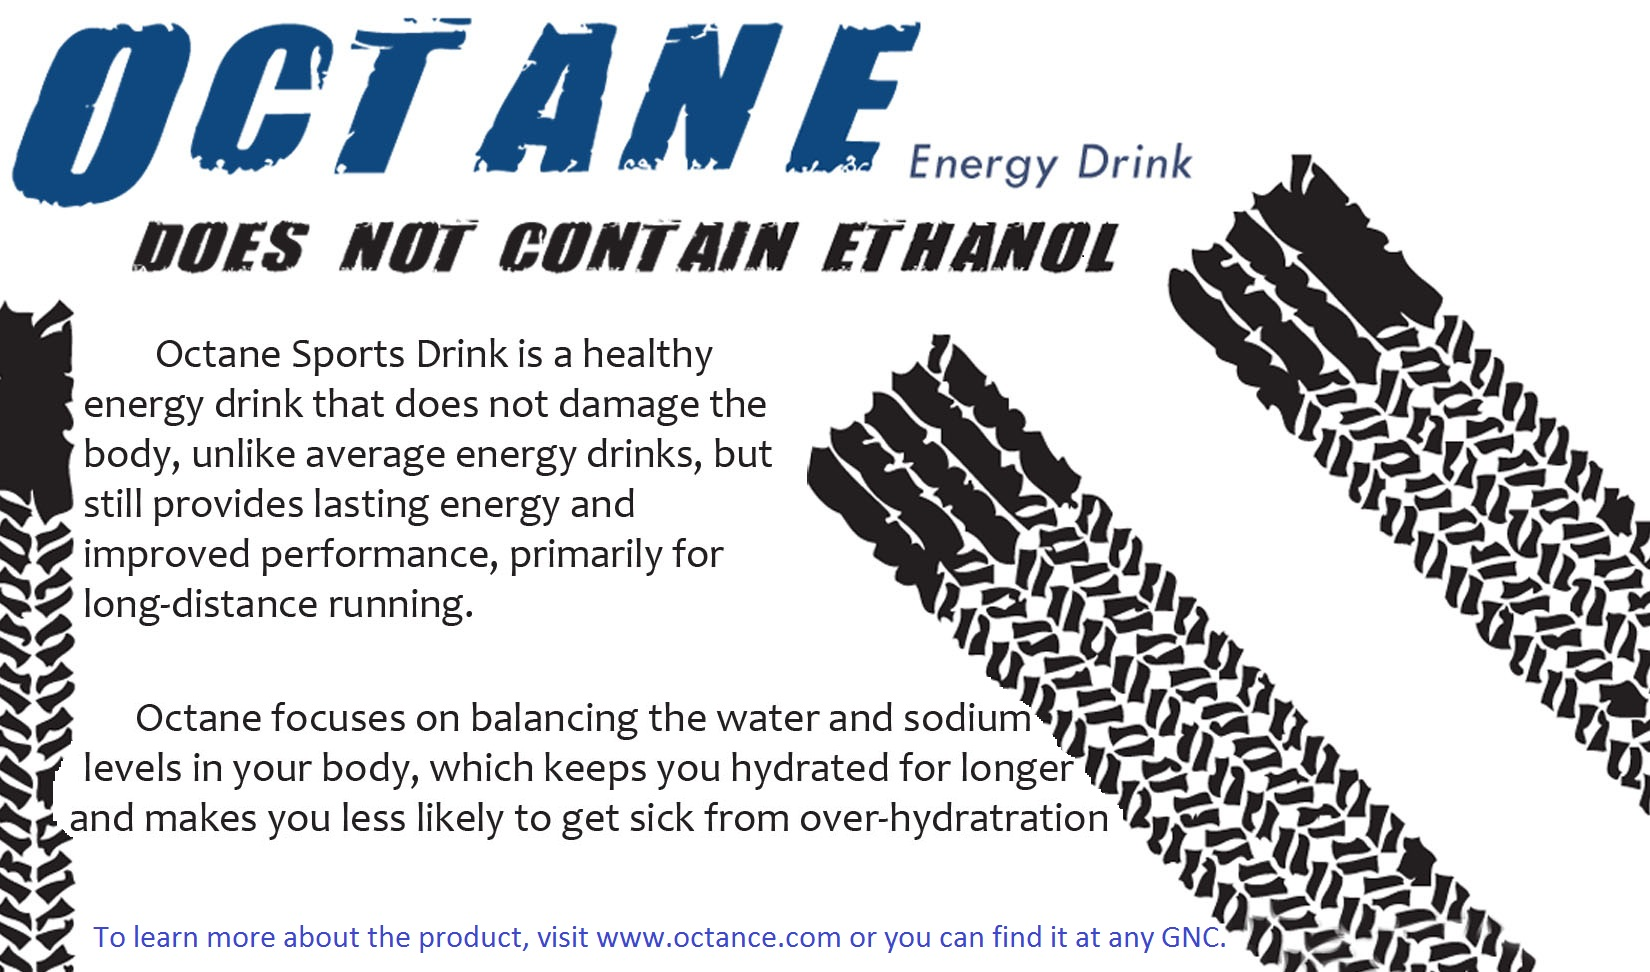 OCTANE Energy Drink
DOES NOT CONTAIN ETHANOL
Octane Sports Drink is a healthy
energy drink that does not damage the
body, unlike average energy drinks, but
still provides lasting energy and
improved performance, primarily for
long-distance running.
Octane focuses on balancing the water and sodium
levels in your body, which keeps you hydrated for longer
and makes you less likely to get sick from over-hydratration
To learn more about the product, visit www.octance.com or you can find it at any GNC.